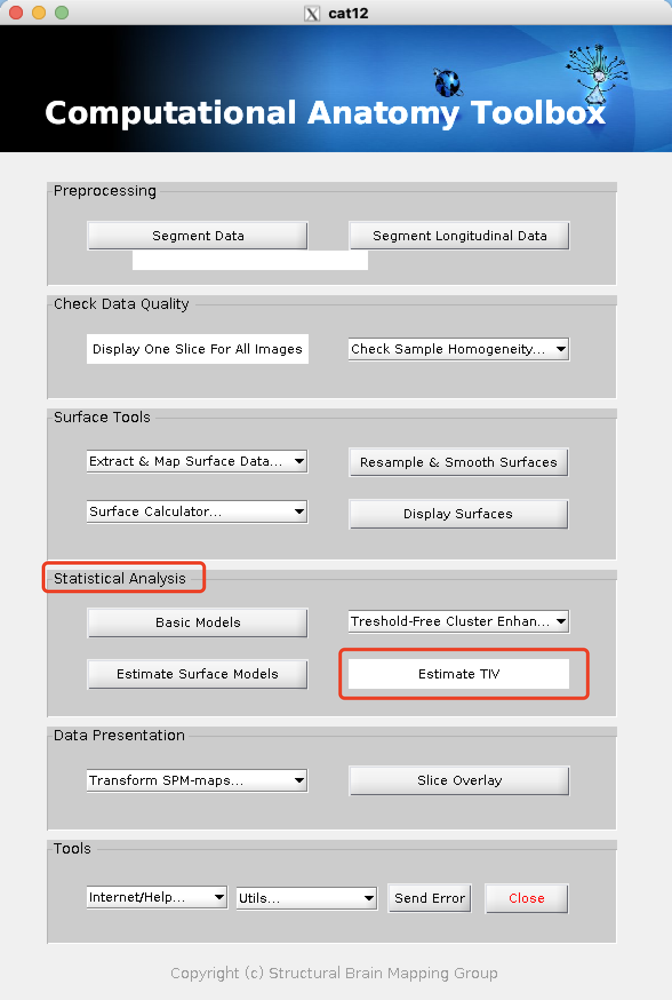 cat12
Computational Anatomy Toolbox
Preprocessing
Segment Data
Segment Longitudinal Data
Check Data Quality
Display One Slice For All Images
Check Sample Homogeneity...
Surface Tools
Extract & Map Surface Data...
Resample & Smooth Surfaces
Surface Calculator...
Display Surfaces
Statistical Analysis
Basic Models
Treshold-Free Cluster Enhan...
Estimate Surface Models
Estimate TIV
Data Presentation
Transform SPM-maps...
Slice Overlay
Tools
Internet/Help...
Utils...
Send Error
Close
Copyright (c) Structural Brain Mapping Group